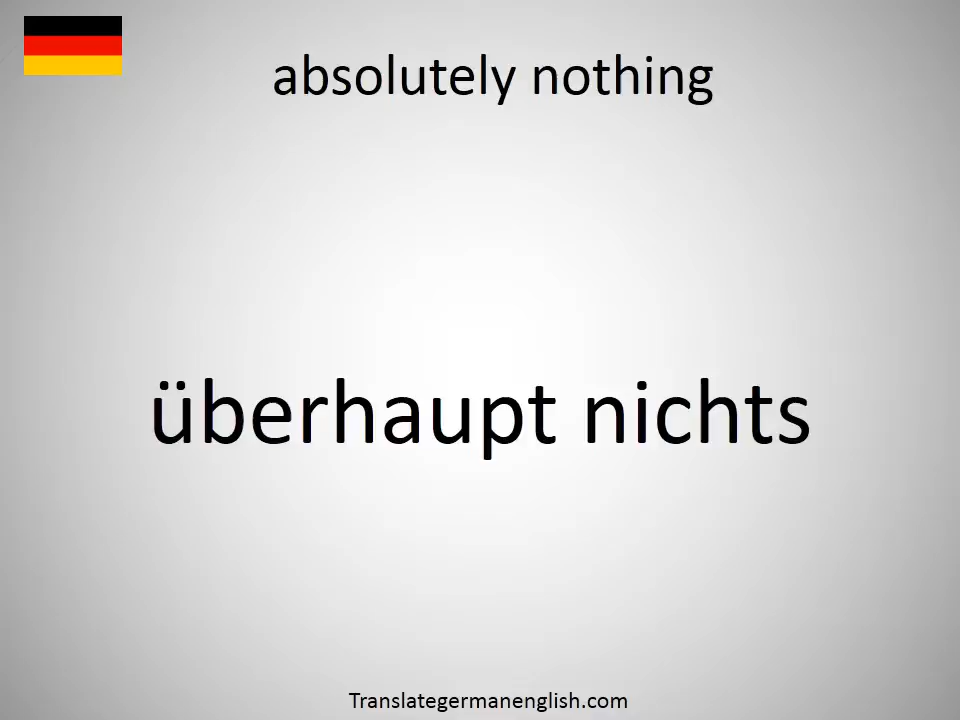 absolutely nothing
überhaupt nichts
Translategermanenglish.com